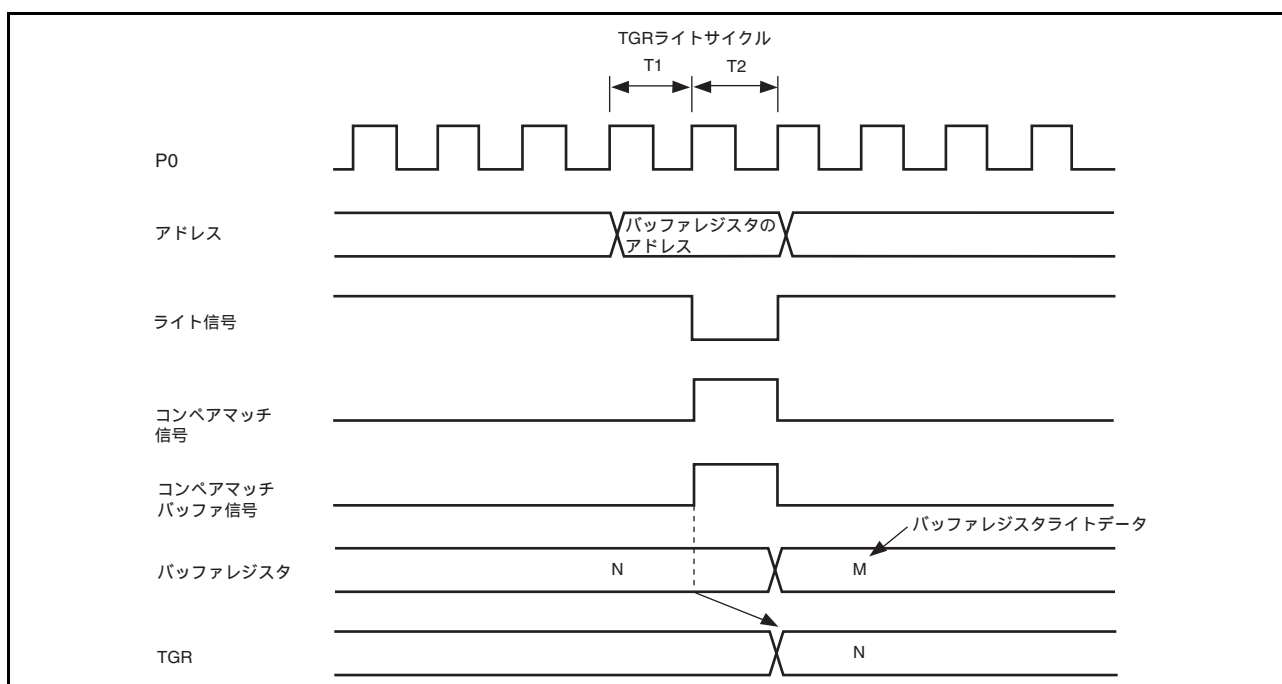 TGRライトサイクル
T1
T2
P0
アドレス
バッファレジスタの
アドレス
ライト信号
コンペアマッチ
信号
コンペアマッチ
バッファ信号
バッファレジスタライトデータ
バッファレジスタ
N
M
TGR
N